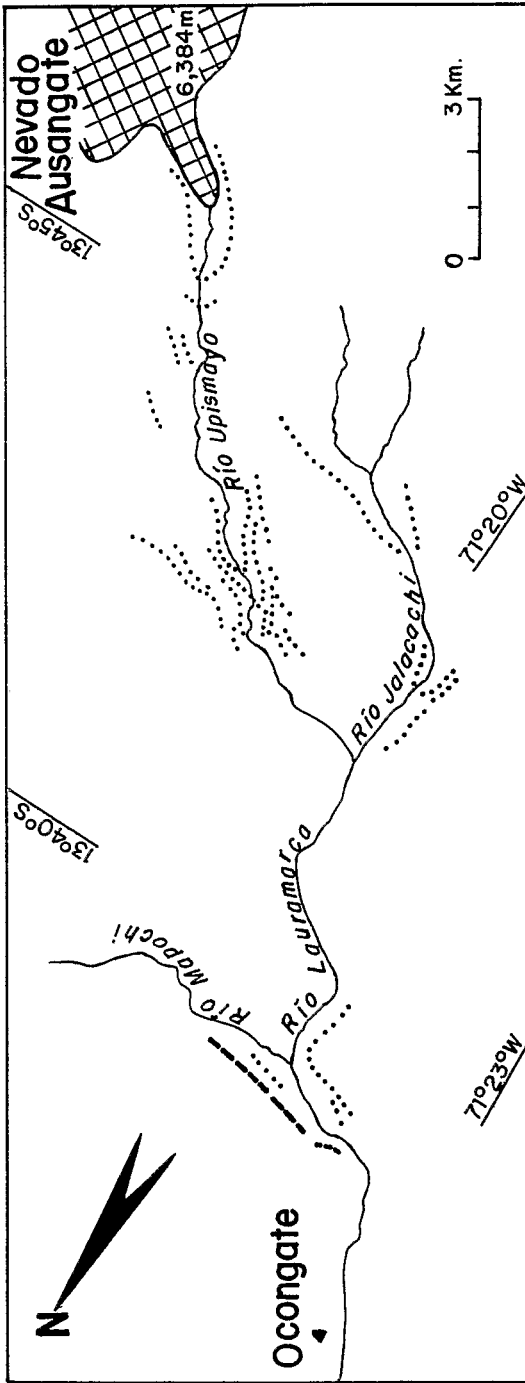 Nevado
Ausangate
6,384m
13°45'S
Río Upismayo
3 Km.
0
71°20'W
Río Jalacachi
13°40'S
Río Mapochi
Río Lauramarca
71°23'W
N
Ocongate